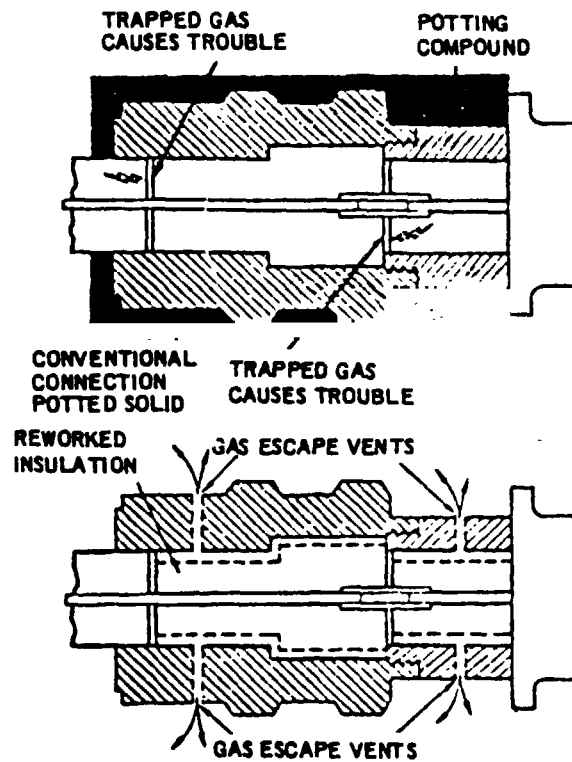 TRAPPED GAS
CAUSES TROUBLE
POTTING
COMPOUND
CONVENTIONAL
CONNECTION
POTTED SOLID
TRAPPED GAS
CAUSES TROUBLE
REWORKED
INSULATION
GAS ESCAPE VENTS
GAS ESCAPE VENTS